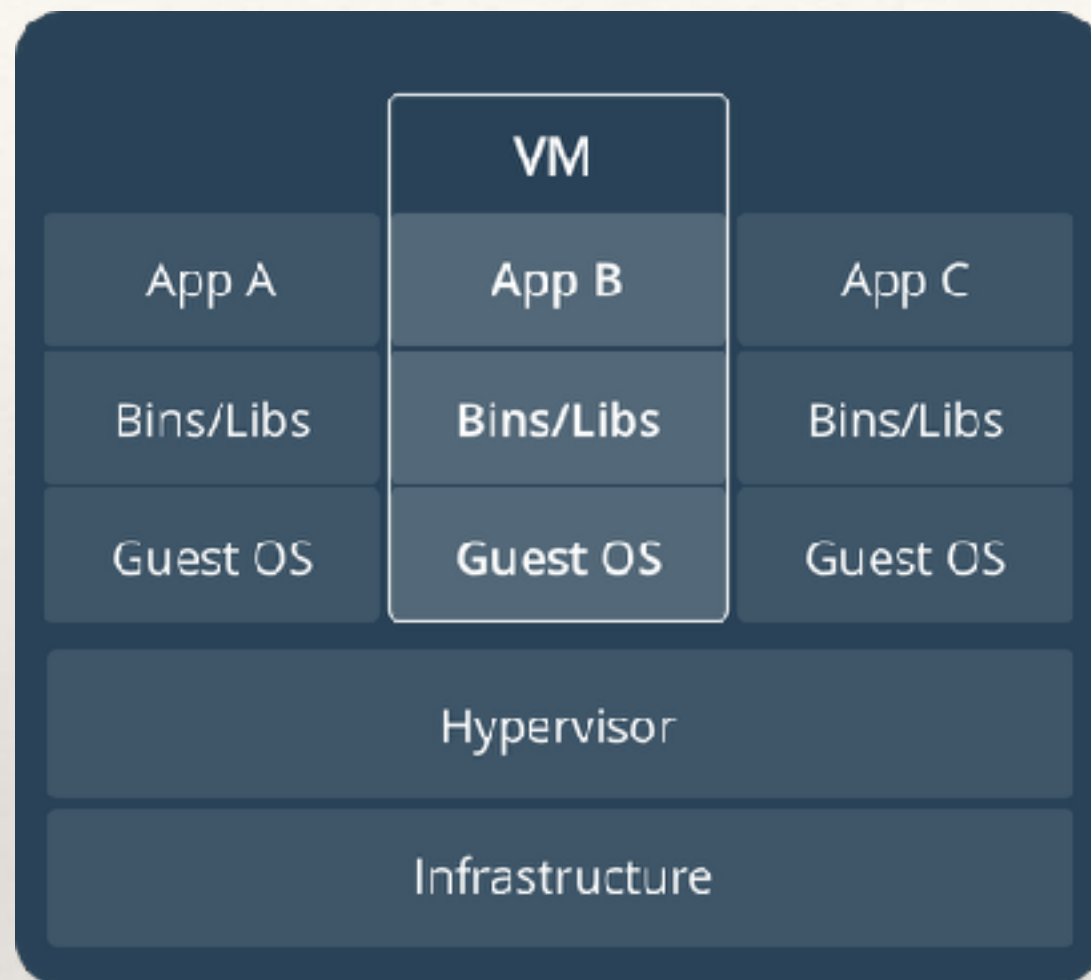 VM
App A
App B
App C
Bins/Libs
Bins/Libs
Bins/Libs
Guest OS
Guest OS
Guest OS
Hypervisor
Infrastructure